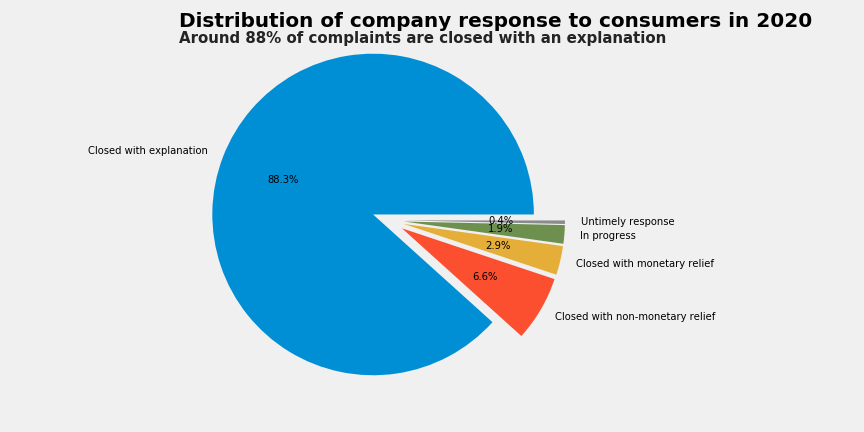 Distribution of company response to consumers in 2020
Around 88% of complaints are closed with an explanation
Closed with explanation
88.3%
0.4%
Untimely response
1.9%
In progress
2.9%
Closed with monetary relief
6.6%
Closed with non-monetary relief